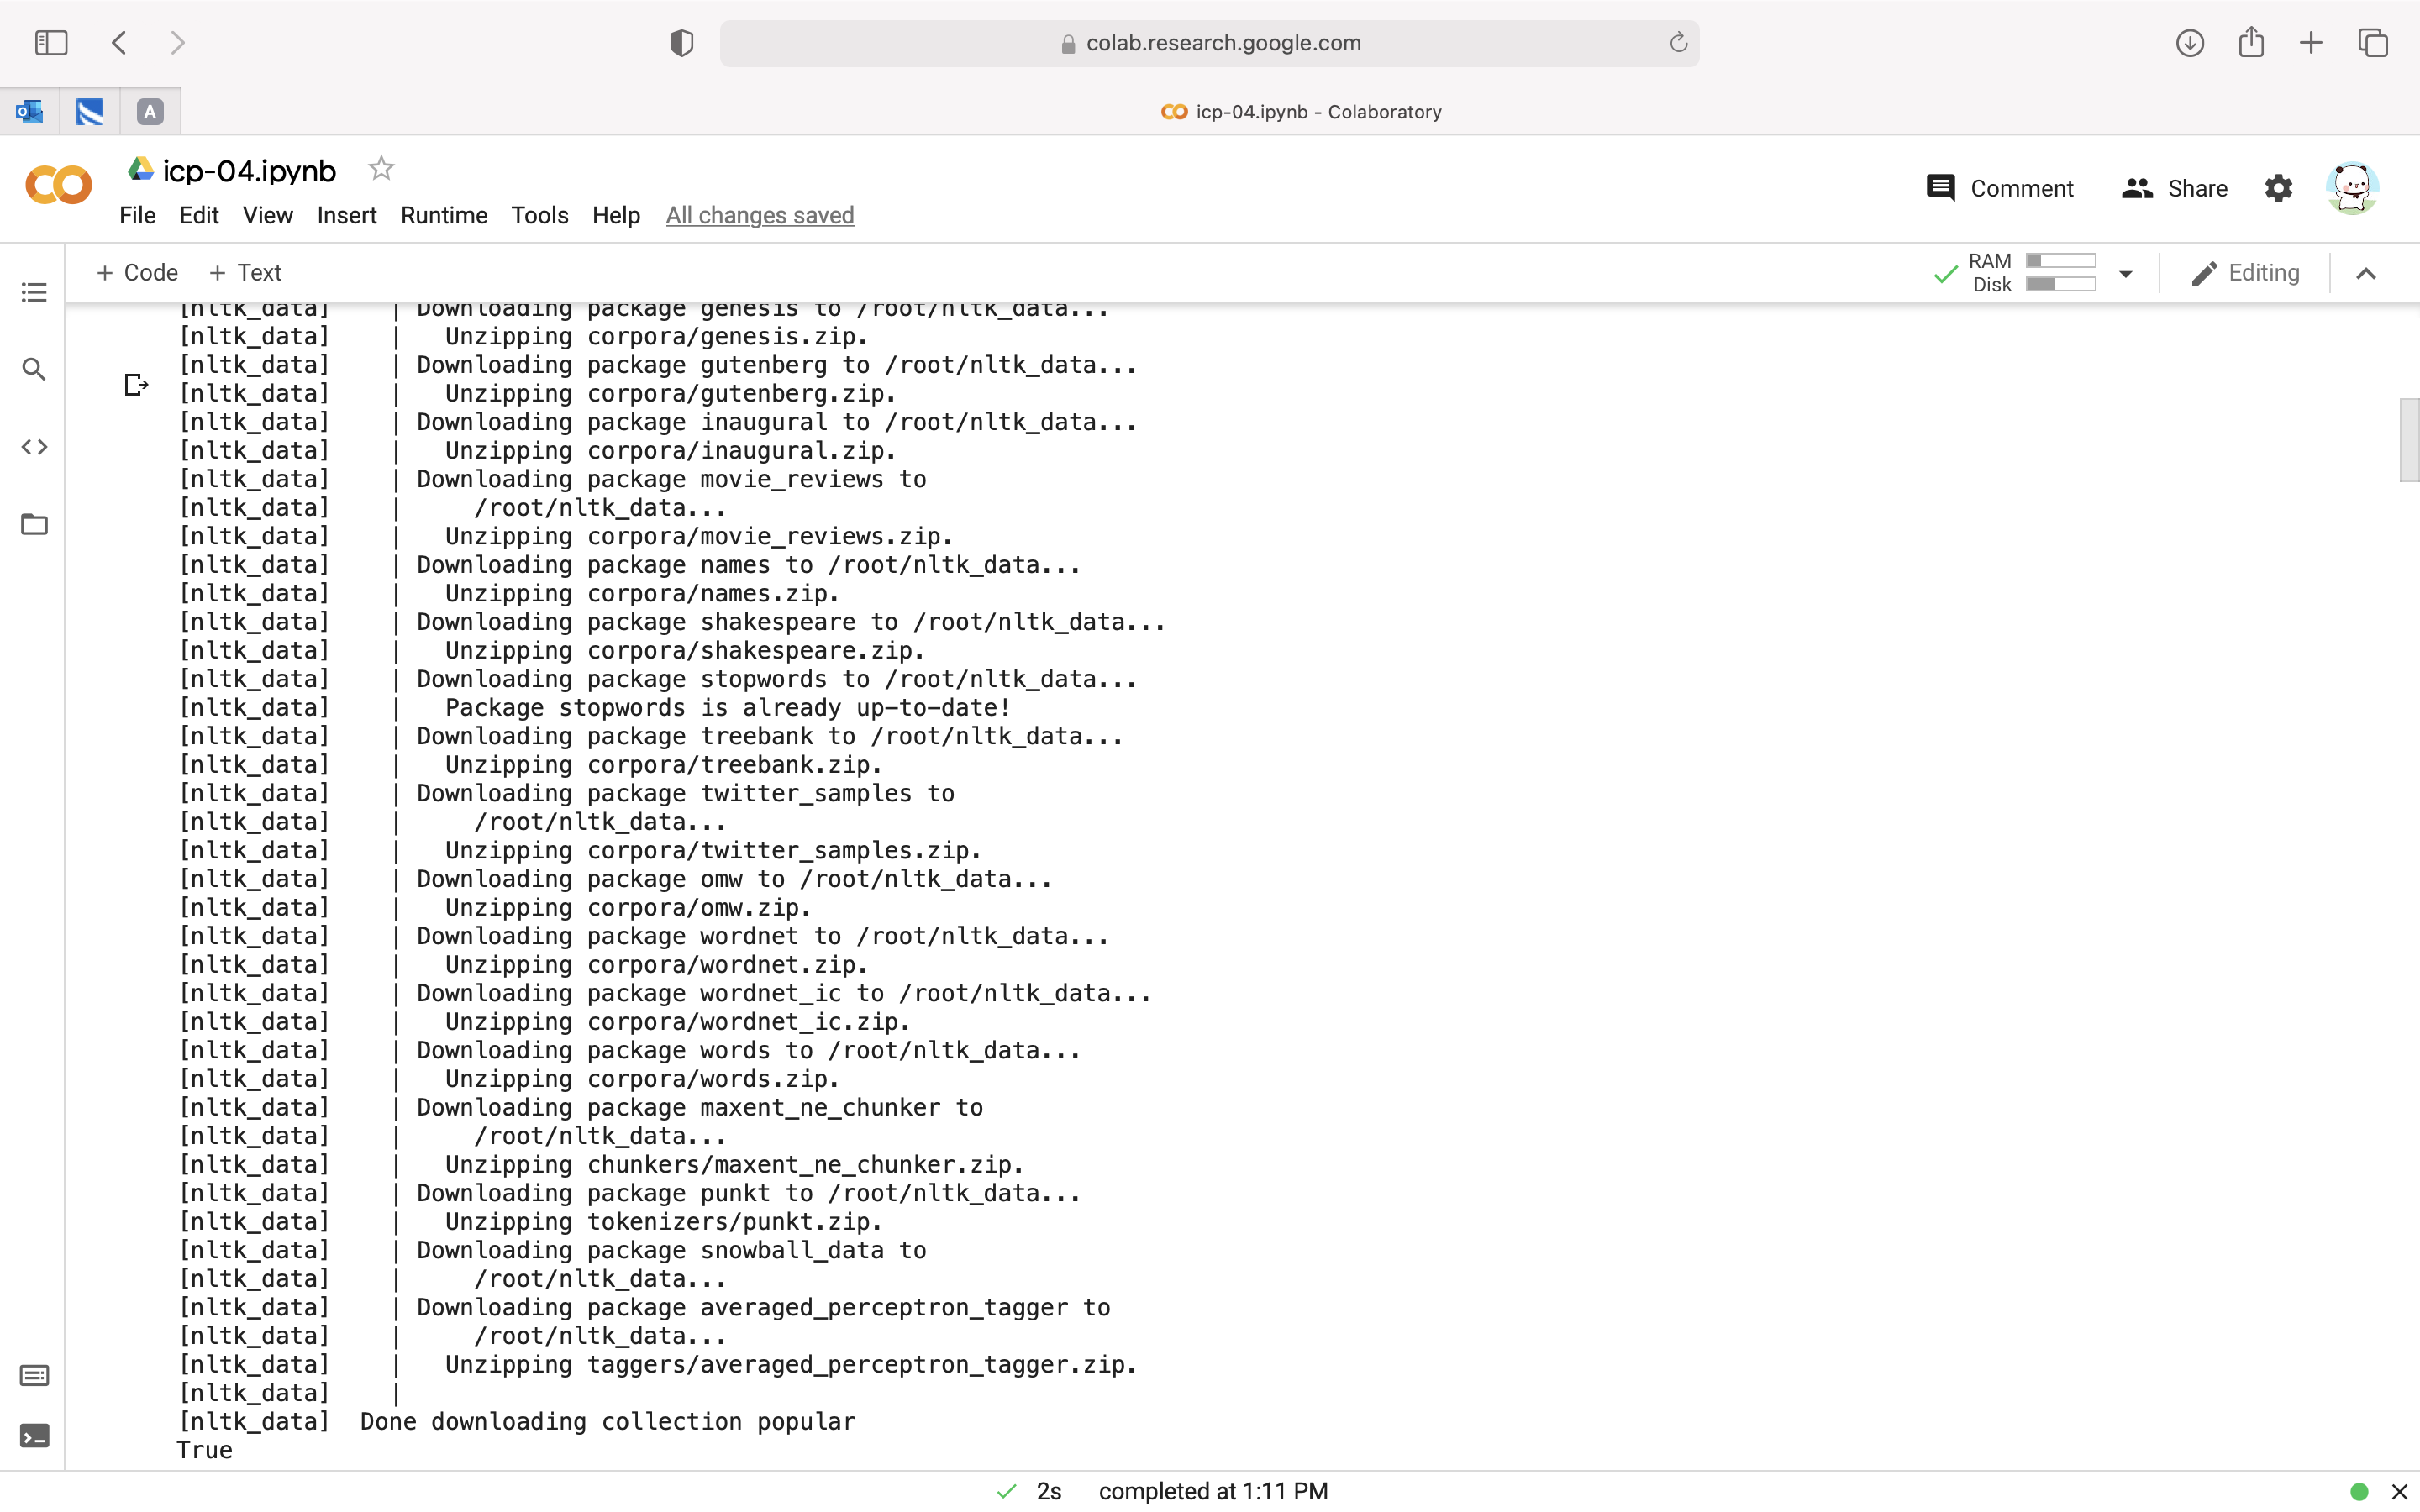 colab.research.google.com
A
icp-04.ipynb - Colaboratory
icp-04.ipynb
Comment
Share
File Edit View Insert Runtime Tools Help All changes saved
+ Code + Text
RAM
Disk
Editing
[nltk_data]    | Downloading package genesis to /root/nltk_data...
[nltk_data]    |   Unzipping corpora/genesis.zip.
[nltk_data]    | Downloading package gutenberg to /root/nltk_data...
[nltk_data]    |   Unzipping corpora/gutenberg.zip.
[nltk_data]    | Downloading package inaugural to /root/nltk_data...
[nltk_data]    |   Unzipping corpora/inaugural.zip.
[nltk_data]    | Downloading package movie_reviews to
[nltk_data]    |     /root/nltk_data...
[nltk_data]    |   Unzipping corpora/movie_reviews.zip.
[nltk_data]    | Downloading package names to /root/nltk_data...
[nltk_data]    |   Unzipping corpora/names.zip.
[nltk_data]    | Downloading package shakespeare to /root/nltk_data...
[nltk_data]    |   Unzipping corpora/shakespeare.zip.
[nltk_data]    | Downloading package stopwords to /root/nltk_data...
[nltk_data]    |   Package stopwords is already up-to-date!
[nltk_data]    | Downloading package treebank to /root/nltk_data...
[nltk_data]    |   Unzipping corpora/treebank.zip.
[nltk_data]    | Downloading package twitter_samples to
[nltk_data]    |     /root/nltk_data...
[nltk_data]    |   Unzipping corpora/twitter_samples.zip.
[nltk_data]    | Downloading package omw to /root/nltk_data...
[nltk_data]    |   Unzipping corpora/omw.zip.
[nltk_data]    | Downloading package wordnet to /root/nltk_data...
[nltk_data]    |   Unzipping corpora/wordnet.zip.
[nltk_data]    | Downloading package wordnet_ic to /root/nltk_data...
[nltk_data]    |   Unzipping corpora/wordnet_ic.zip.
[nltk_data]    | Downloading package words to /root/nltk_data...
[nltk_data]    |   Unzipping corpora/words.zip.
[nltk_data]    | Downloading package maxent_ne_chunker to
[nltk_data]    |     /root/nltk_data...
[nltk_data]    |   Unzipping chunkers/maxent_ne_chunker.zip.
[nltk_data]    | Downloading package punkt to /root/nltk_data...
[nltk_data]    |   Unzipping tokenizers/punkt.zip.
[nltk_data]    | Downloading package snowball_data to
[nltk_data]    |     /root/nltk_data...
[nltk_data]    | Downloading package averaged_perceptron_tagger to
[nltk_data]    |     /root/nltk_data...
[nltk_data]    |   Unzipping taggers/averaged_perceptron_tagger.zip.
[nltk_data]    |
[nltk_data]  Done downloading collection popular
True
2s completed at 1:11 PM